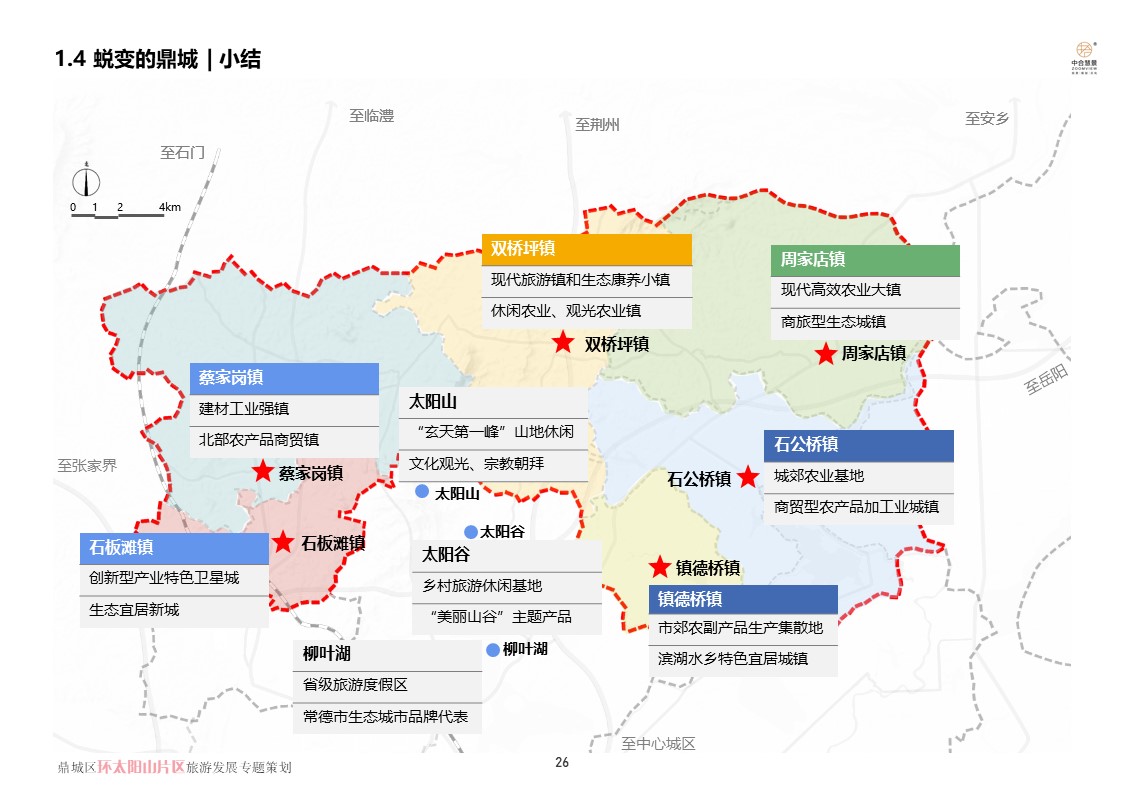 1.4 蜕变的鼎城 | 小结
中合慧景
ZOOMVIEW
至临澧
至荆州
至安乡
至石门
0 1 2 4km
双桥坪镇
现代旅游镇和生态康养小镇
休闲农业、观光农业镇
双桥坪镇
周家店镇
现代高效农业大镇
商旅型生态城镇
周家店镇
至岳阳
蔡家岗镇
建材工业强镇
北部农产品商贸镇
蔡家岗镇
太阳山
“玄天第一峰”山地休闲
文化观光、宗教朝拜
太阳山
石公桥镇
城郊农业基地
商贸型农产品加工业城镇
石公桥镇
至张家界
石板滩镇
创新型产业特色卫星城
生态宜居新城
石板滩镇
太阳谷
太阳谷
乡村旅游休闲基地
“美丽山谷”主题产品
镇德桥镇
镇德桥镇
市郊农副产品生产集散地
滨湖水乡特色宜居城镇
柳叶湖
柳叶湖
省级旅游度假区
常德市生态城市品牌代表
至中心城区
鼎城区环太阳山片区旅游发展专题策划
26